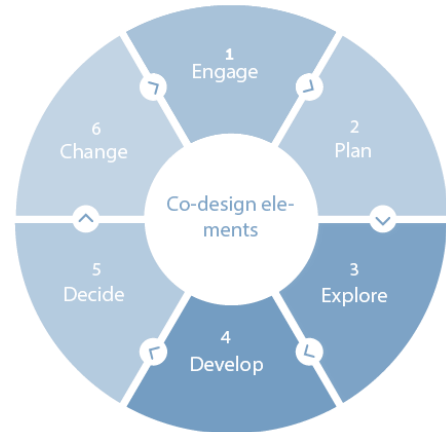 1
Engage
2
Plan
3
Explore
4
Develop
5
Decide
6
Change
Co-design ele-
ments